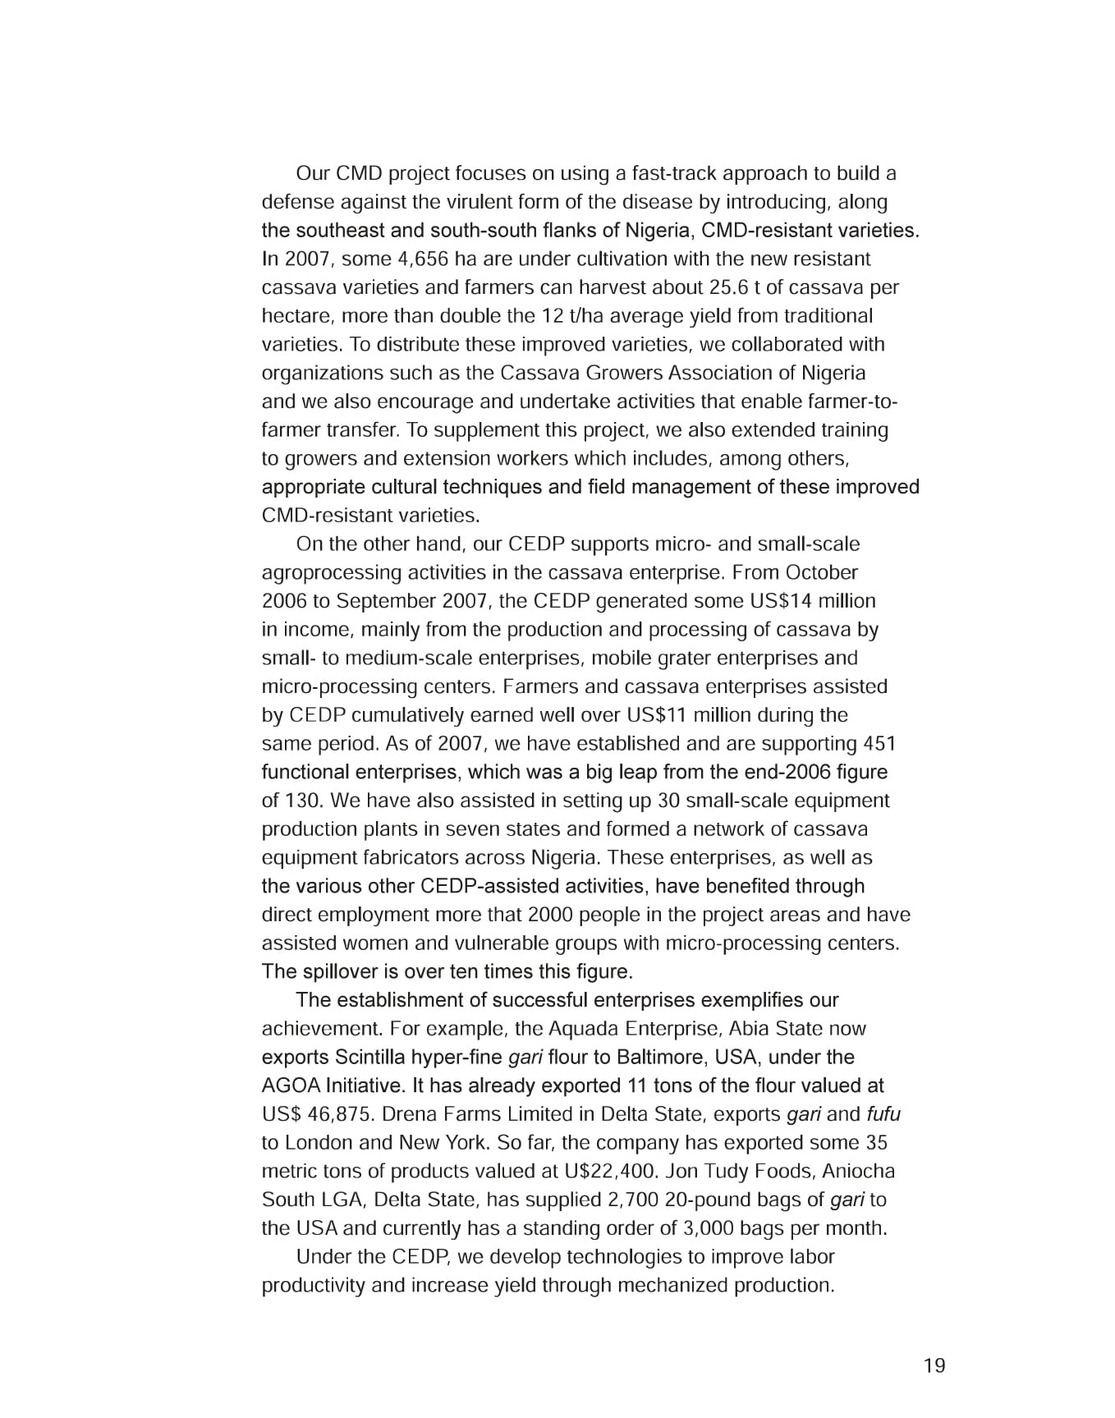 Our CMD project focuses on using a fast-track approach to build a
defense against the virulent form of the disease by introducing, along
the southeast and south-south flanks of Nigeria, CMD-resistant varieties.
In 2007, some 4,656 ha are under cultivation with the new resistant
cassava varieties and farmers can harvest about 25.6 t of cassava per
hectare, more than double the 12 t/ha average yield from traditional
varieties. To distribute these improved varieties, we collaborated with
organizations such as the Cassava Growers Association of Nigeria
and we also encourage and undertake activities that enable farmer-to-
farmer transfer. To supplement this project, we also extended training
to growers and extension workers which includes, among others,
appropriate cultural techniques and field management of these improved
CMD-resistant varieties.
On the other hand, our CEDP supports micro- and small-scale
agroprocessing activities in the cassava enterprise. From October
2006 to September 2007, the CEDP generated some US$14 million
in income, mainly from the production and processing of cassava by
small- to medium-scale enterprises, mobile grater enterprises and
micro-processing centers. Farmers and cassava enterprises assisted
by CEDP cumulatively earned well over US$11 million during the
same period. As of 2007, we have established and are supporting 451
functional enterprises, which was a big leap from the end-2006 figure
of 130. We have also assisted in setting up 30 small-scale equipment
production plants in seven states and formed a network of cassava
equipment fabricators across Nigeria. These enterprises, as well as
the various other CEDP-assisted activities, have benefited through
direct employment more that 2000 people in the project areas and have
assisted women and vulnerable groups with micro-processing centers.
The spillover is over ten times this figure.
The establishment of successful enterprises exemplifies our
achievement. For example, the Aquada Enterprise, Abia State now
exports Scintilla hyper-fine gari flour to Baltimore, USA, under the
AGOA Initiative. It has already exported 11 tons of the flour valued at
US$ 46,875. Drena Farms Limited in Delta State, exports gari and fufu
to London and New York. So far, the company has exported some 35
metric tons of products valued at U$22,400. Jon Tudy Foods, Aniocha
South LGA, Delta State, has supplied 2,700 20-pound bags of gari to
the USA and currently has a standing order of 3,000 bags per month.
Under the CEDP, we develop technologies to improve labor
productivity and increase yield through mechanized production.
19